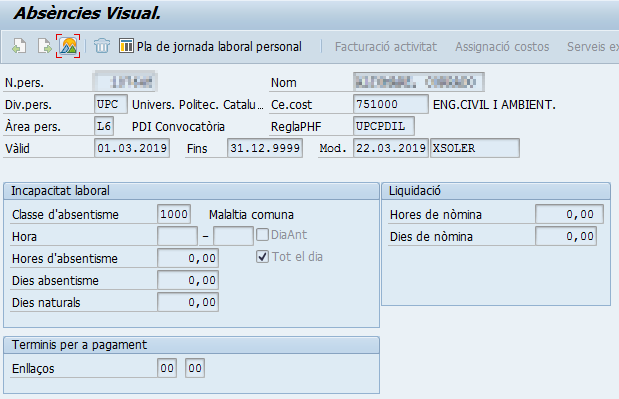 Absències Visual.
Pla de jornada laboral personal Facturació activitat Assignació costos Serveis ex
N.pers. Nom
Div.pers. UPC Univers. Politec. Catalu... Ce.cost 751000 ENG.CIVIL I AMBIENT.
Àrea pers. L6 PDI Convocatòria ReglaPHF UPCPDIL
Vàlid 01.03.2019 Fins 31.12.9999 Mod. 22.03.2019 XSOLER
Incapacitat laboral Liquidació
Classe d'absentisme 1000 Malaltia comuna Hores de nòmina 0,00
Hora – DiaAnt Dies de nòmina 0,00
Hores d'absentisme 0,00 Tot el dia
Dies absentisme 0,00
Dies naturals 0,00
Terminis per a pagament
Enllaços 00 00